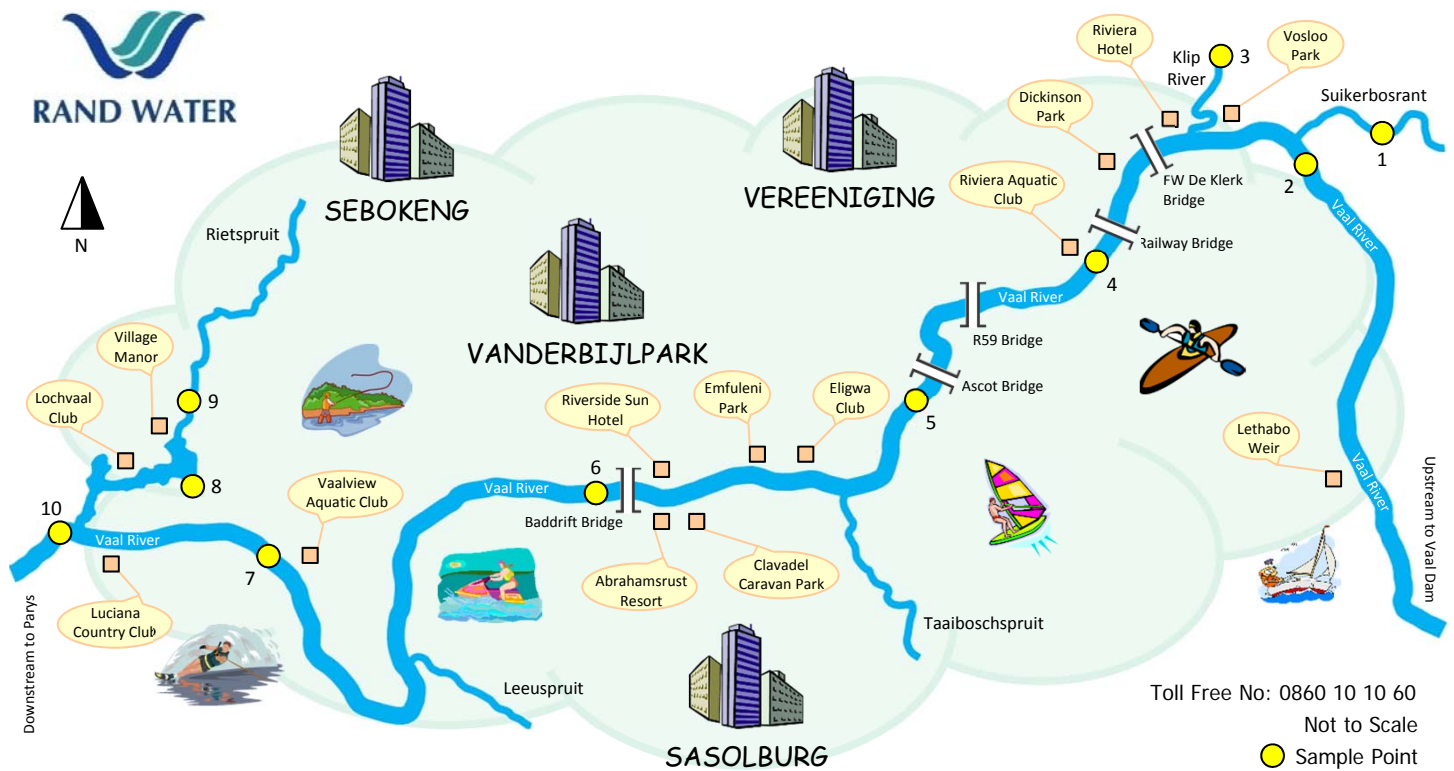 RAND WATER
N
SEBOKENG
VEREENIGING
VANDERBIJLPARK
SASOLBURG
Riviera
Hotel
Klip
River
3
Vosloo
Park
Suikerbosrant
1
2
Dickinson
Park
FW De Klerk
Bridge
Vaal River
Riviera Aquatic
Club
Railway Bridge
4
Vaal River
R59 Bridge
Ascot Bridge
5
Rietspruit
Village
Manor
Lochvaal
Club
9
8
10
Vaal River
Vaalview
Aquatic Club
7
Luciana
Country Club
Riverside Sun
Hotel
Emfuleni
Park
Eligwa
Club
6
Vaal River
Baddrift Bridge
Abrahamsrust
Resort
Clavadel
Caravan Park
Taaiboschspruit
Leeuspruit
Lethabo
Weir
Vaal River
Upstream to Vaal Dam
Downstream to Parys
Toll Free No: 0860 10 10 60
Not to Scale
Sample Point